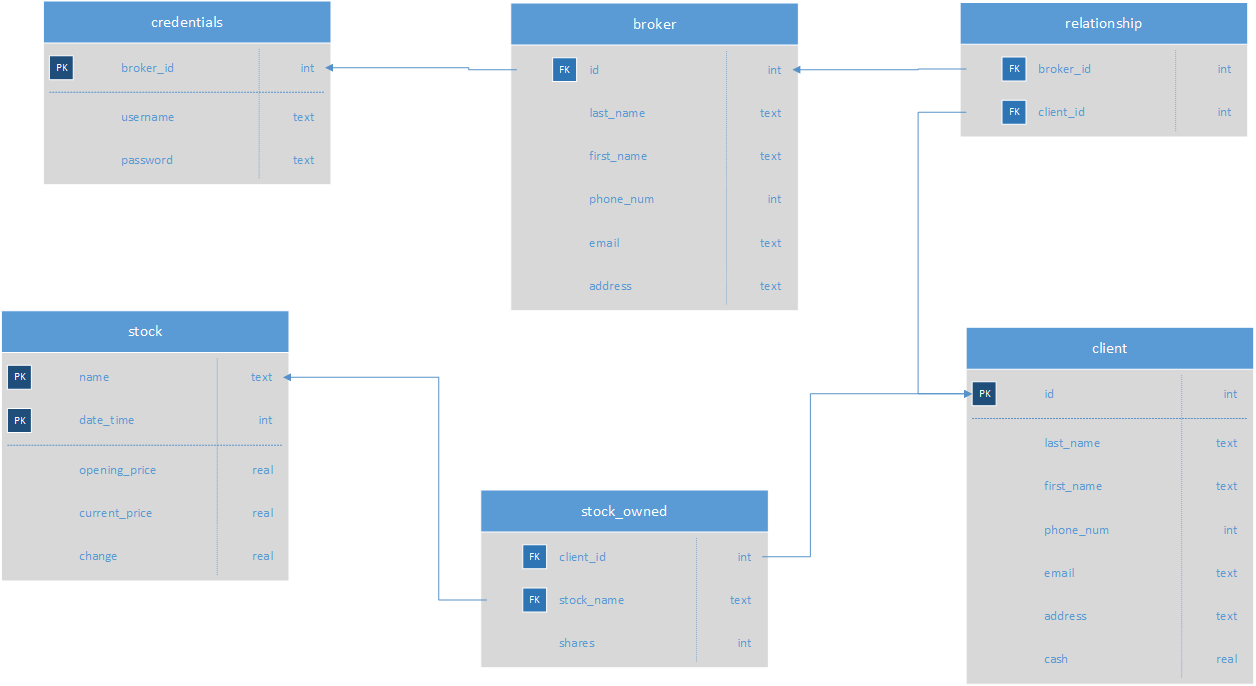 credentials
PK broker_id int
username text
password text
broker
FK id int
last_name text
first_name text
phone_num int
email text
address text
relationship
FK broker_id int
FK client_id int
stock
PK name text
PK date_time int
opening_price real
current_price real
change real
stock_owned
FK client_id int
FK stock_name text
shares int
client
PK id int
last_name text
first_name text
phone_num int
email text
address text
cash real